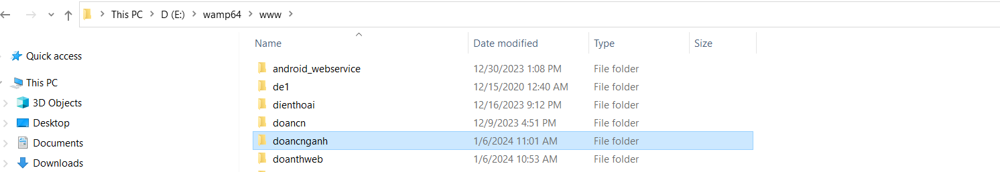 This PC > D (E:) > wamp64 > www >
Name Date modified Type Size
Quick access
This PC
3D Objects
Desktop
Documents
Downloads
android_webservice 12/30/2023 1:08 PM File folder
de1 12/15/2020 12:40 AM File folder
dienthoai 12/16/2023 9:12 PM File folder
doancn 12/9/2023 4:51 PM File folder
doancnganh 1/6/2024 11:01 AM File folder
doanthweb 1/6/2024 10:53 AM File folder